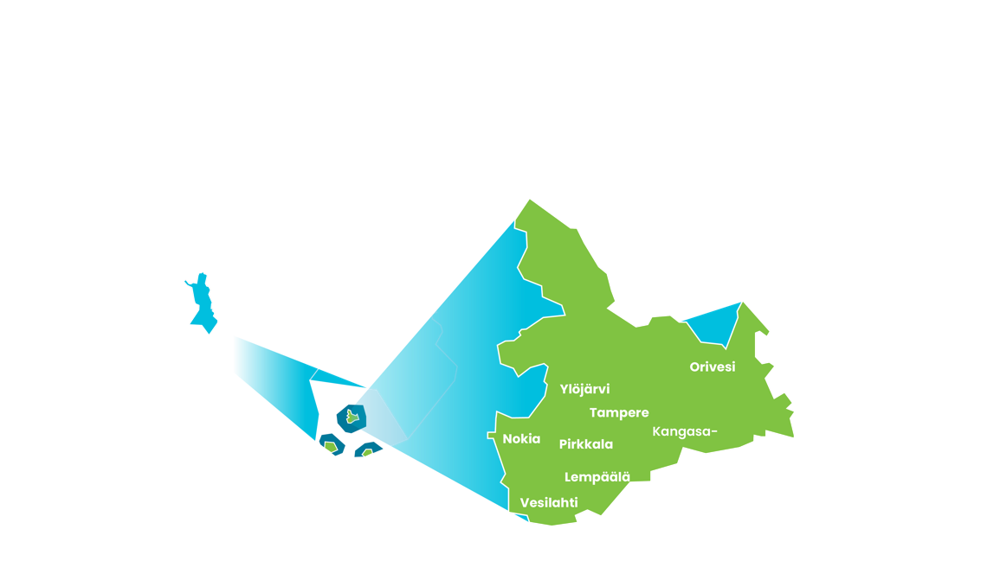 Orivesi
Ylöjärvi
Tampere
Kangasa-
Nokia
Pirkkala
Lempäälä
Vesilahti